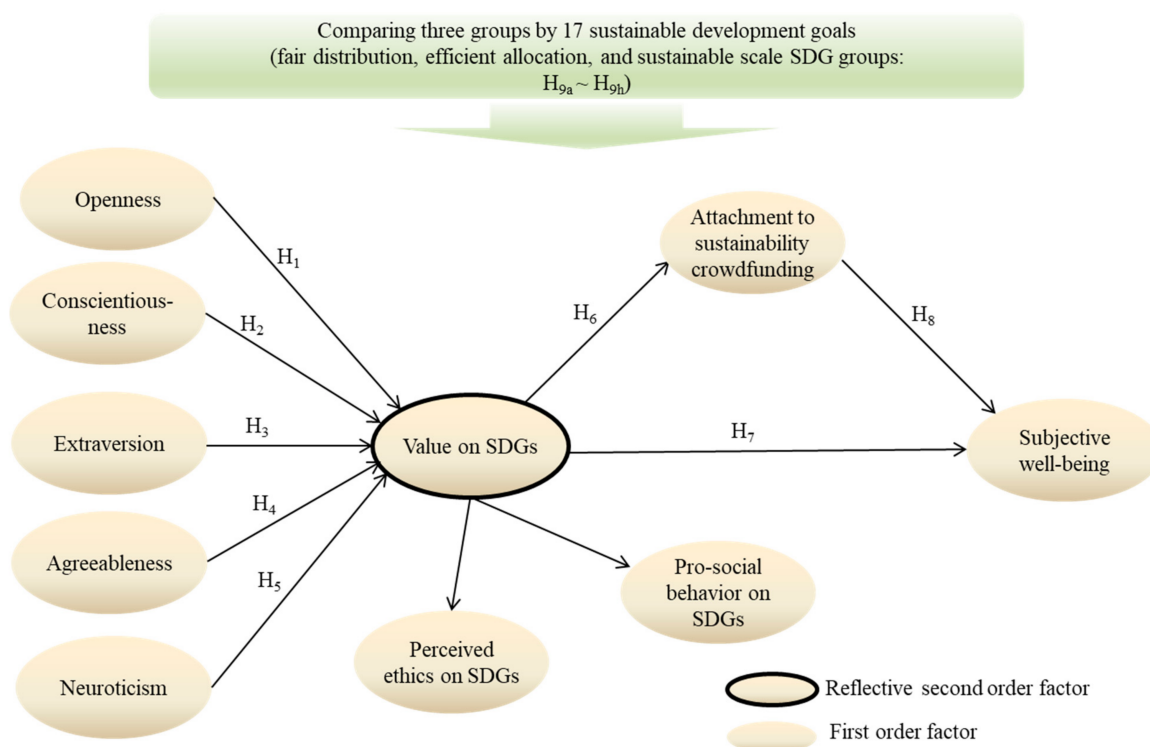 Comparing three groups by 17 sustainable development goals
(fair distribution, efficient allocation, and sustainable scale SDG groups:
H9a ~ H9h)
Openness
H1
Attachment to
sustainability
crowdfunding
Conscientious-
ness
H2
H6
H8
Extraversion
H3
Value on SDGs
H7
Subjective
well-being
H4
Agreeableness
H5
Pro-social
behavior on
SDGs
Perceived
ethics on SDGs
Neuroticism
Reflective second order factor
First order factor